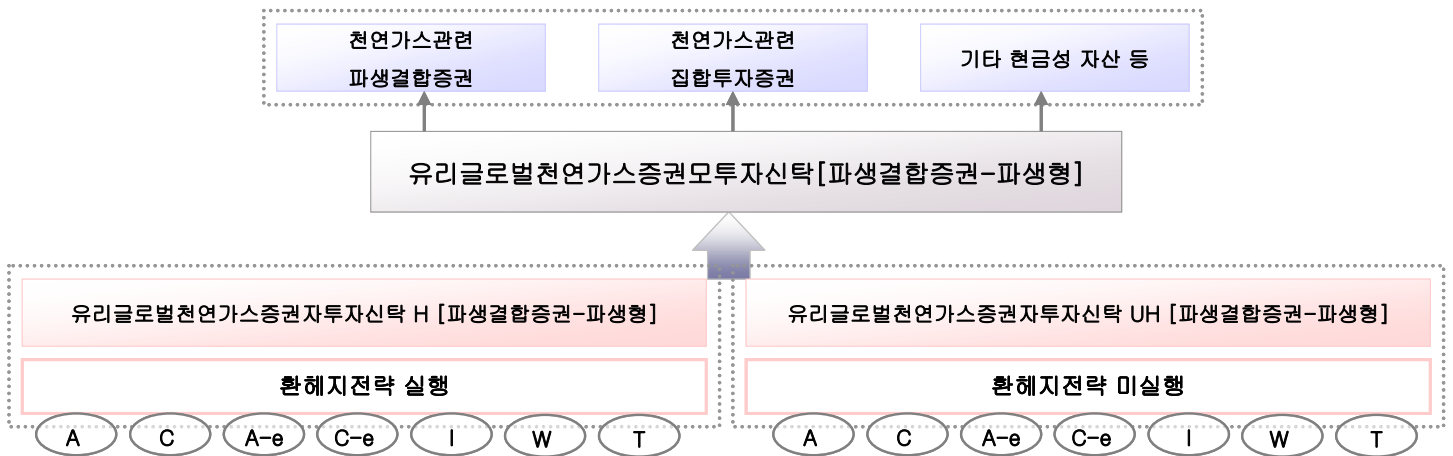 천연가스관련
파생결합증권
천연가스관련
집합투자증권
기타 현금성 자산 등
유리글로벌천연가스증권모투자신탁[파생결합증권-파생형]
유리글로벌천연가스증권자투자신탁 H [파생결합증권-파생형]
환헤지전략 실행
A C A-e C-e I W T
유리글로벌천연가스증권자투자신탁 UH [파생결합증권-파생형]
환헤지전략 미실행
A C A-e C-e I W T